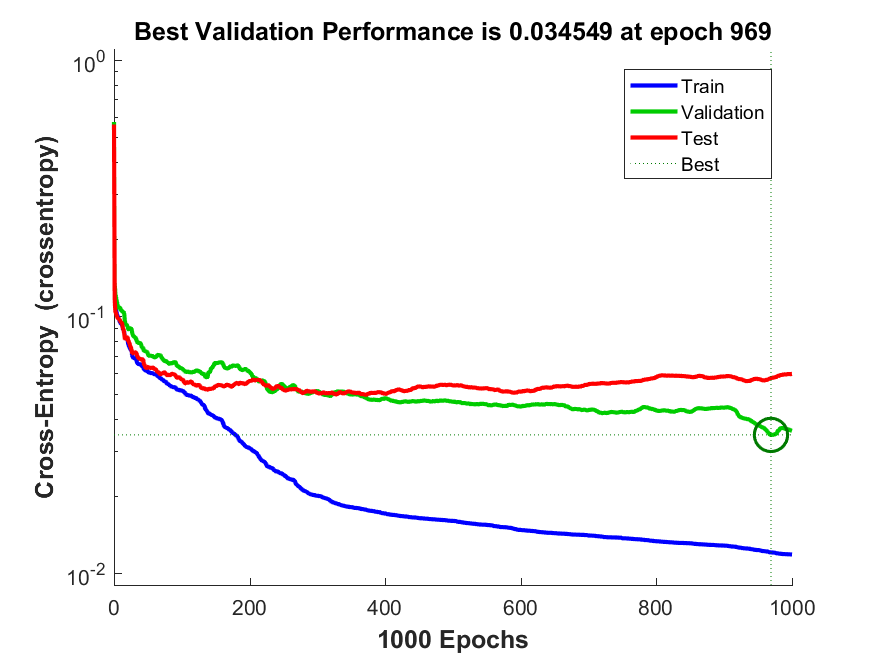 Best Validation Performance is 0.034549 at epoch 969
Cross-Entropy (crossentropy)
10^0
10^-1
10^-2
Train
Validation
Test
Best
0 200 400 600 800 1000
1000 Epochs